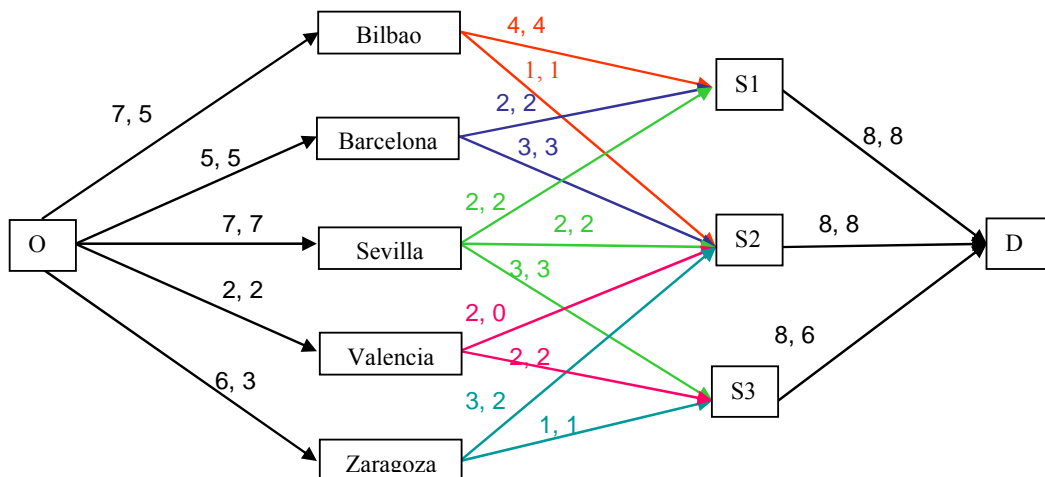 Bilbao
4, 4
S1
1, 1
7, 5
2, 2
Barcelona
8, 8
3, 3
5, 5
2, 2
7, 7
2, 2
S2
8, 8
O
Sevilla
D
3, 3
2, 2
2, 0
8, 6
Valencia
2, 2
6, 3
S3
3, 2
1, 1
Zaragoza